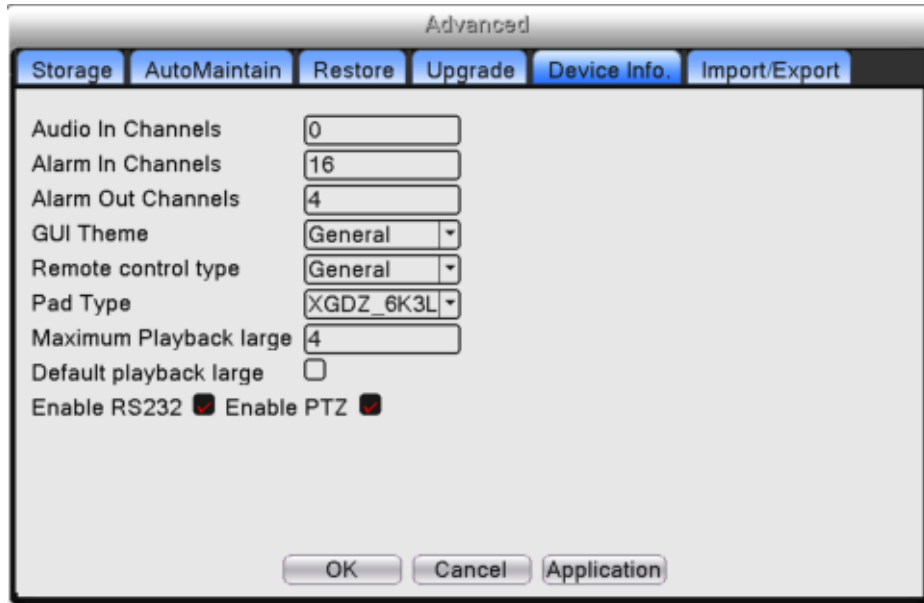 Advanced
Storage AutoMaintain Restore Upgrade Device Info. Import/Export
Audio In Channels 0
Alarm In Channels 16
Alarm Out Channels 4
GUI Theme General
Remote control type General
Pad Type XGDZ_6K3L
Maximum Playback large 4
Default playback large
Enable RS232 Enable PTZ
OK Cancel Application